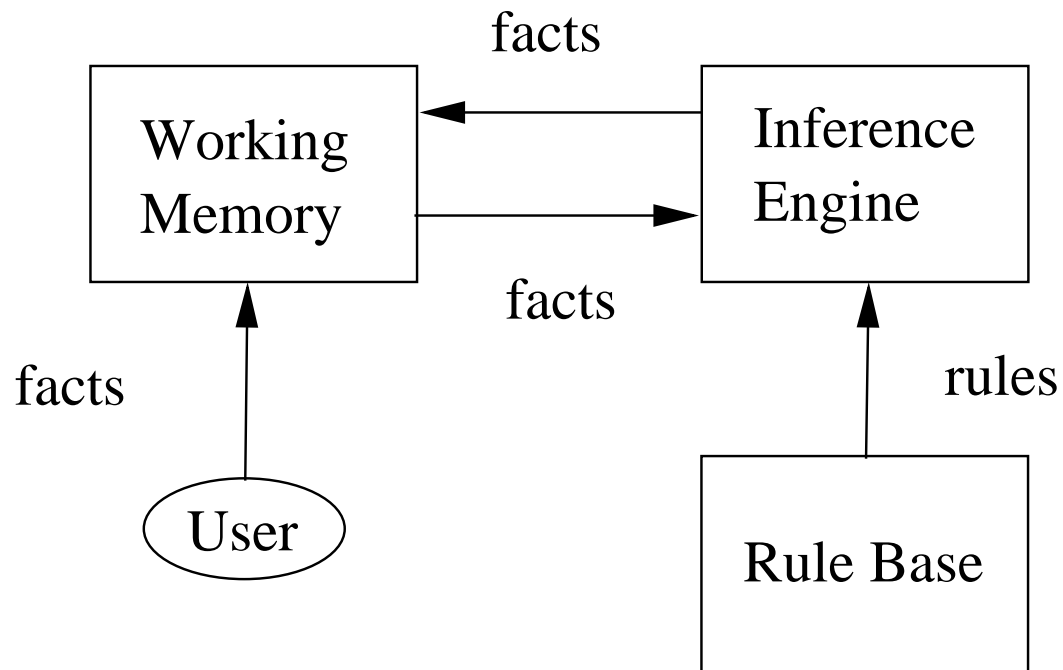 facts
Working
Memory
Inference
Engine
facts
facts
rules
User
Rule Base